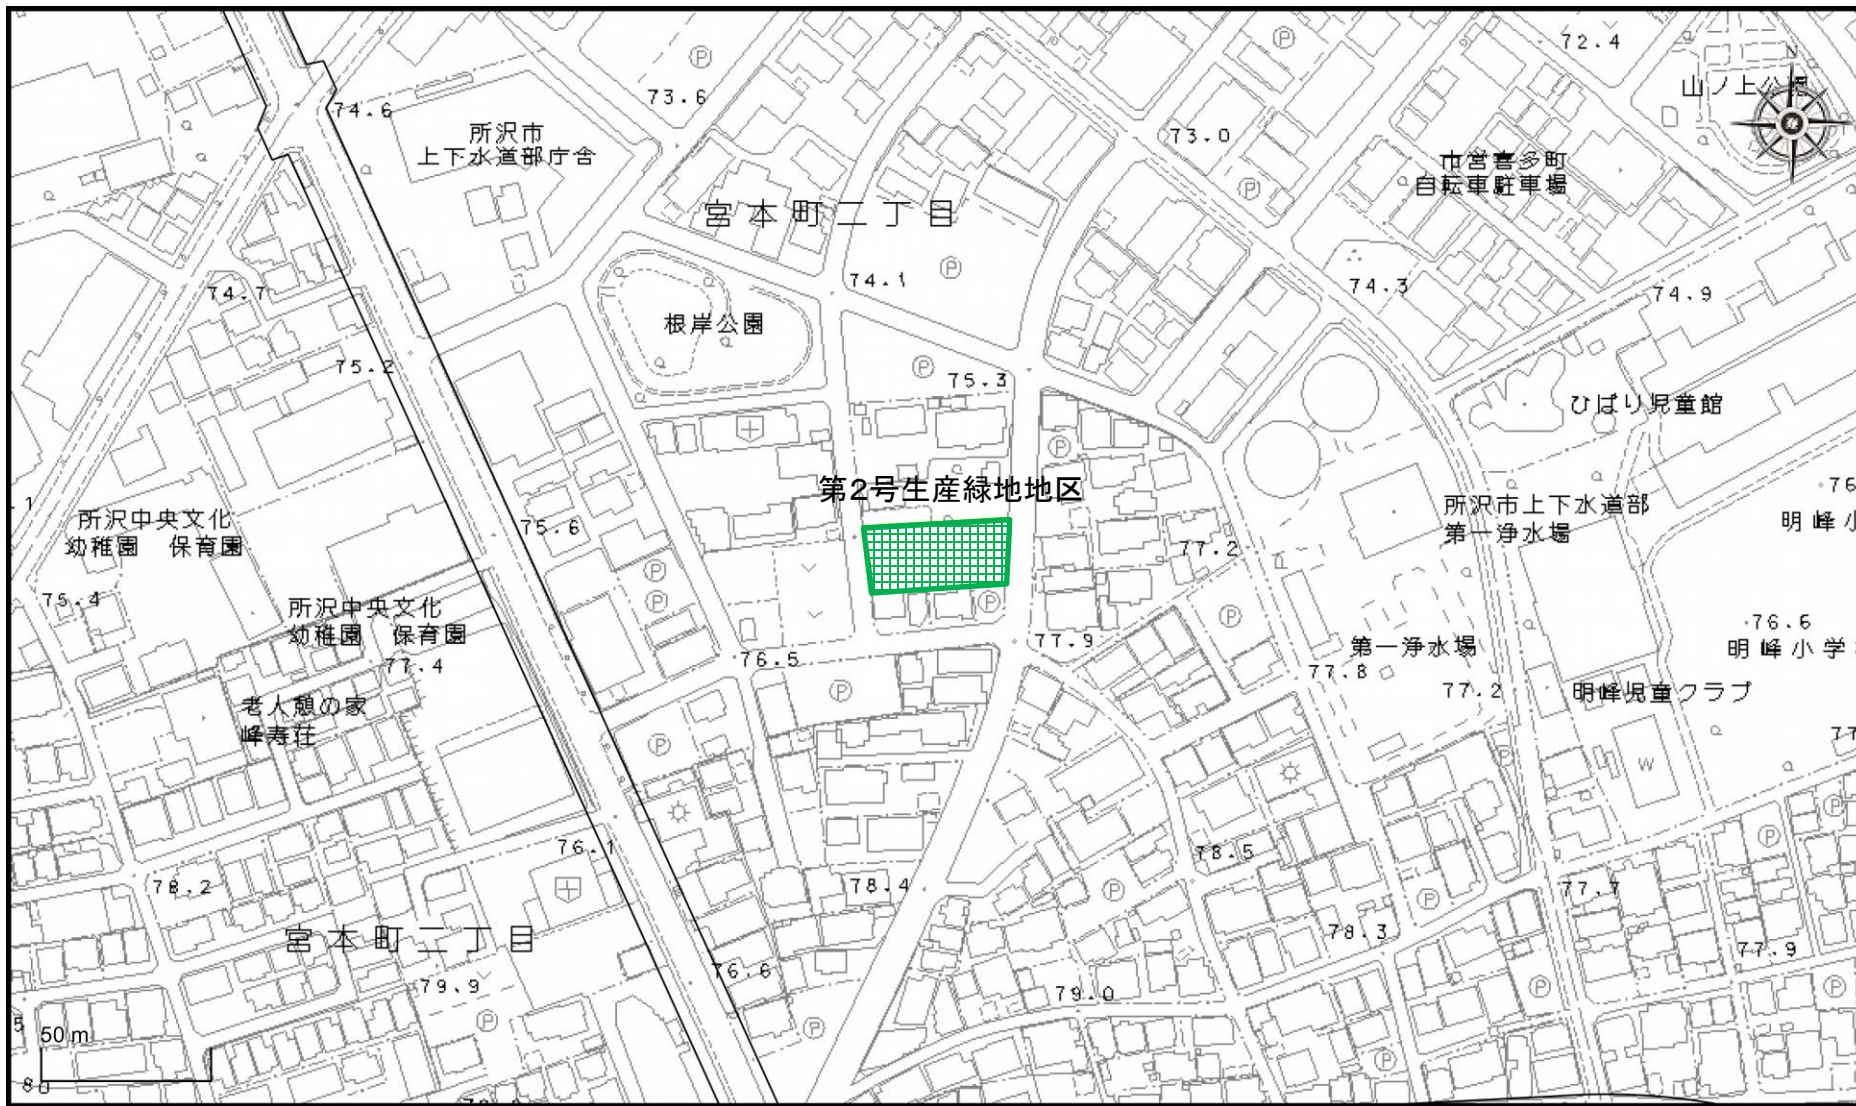 72.4
N
山ノ上公園
74.6
73.6
P
P
所沢市
上下水道部庁舎
73.0
市営喜多町
自転車駐車場
P
宮本町二丁目
74.7
74.1
P
74.3
74.9
根岸公園
75.2
P
75.3
ひばり児童館
P
第2号生産緑地地区
76
明峰小
所沢市上下水道部
第一浄水場
所沢中央文化
幼稚園 保育園
75.6
77.2
P
P
75.4
所沢中央文化
幼稚園 保育園
P
P
77.9
76.6
明峰小学
第一浄水場
76.5
77.4
77.8
77.2
明峰児童クラブ
P
老人憩の家
峰寿荘
P
P
77
W
76.1
78.5
P
P
78.2
78.4
P
P
77.7
宮本町二丁目
78.3
77.9
76.6
79.9
79.0
P
P
P
P
50 m
P
80